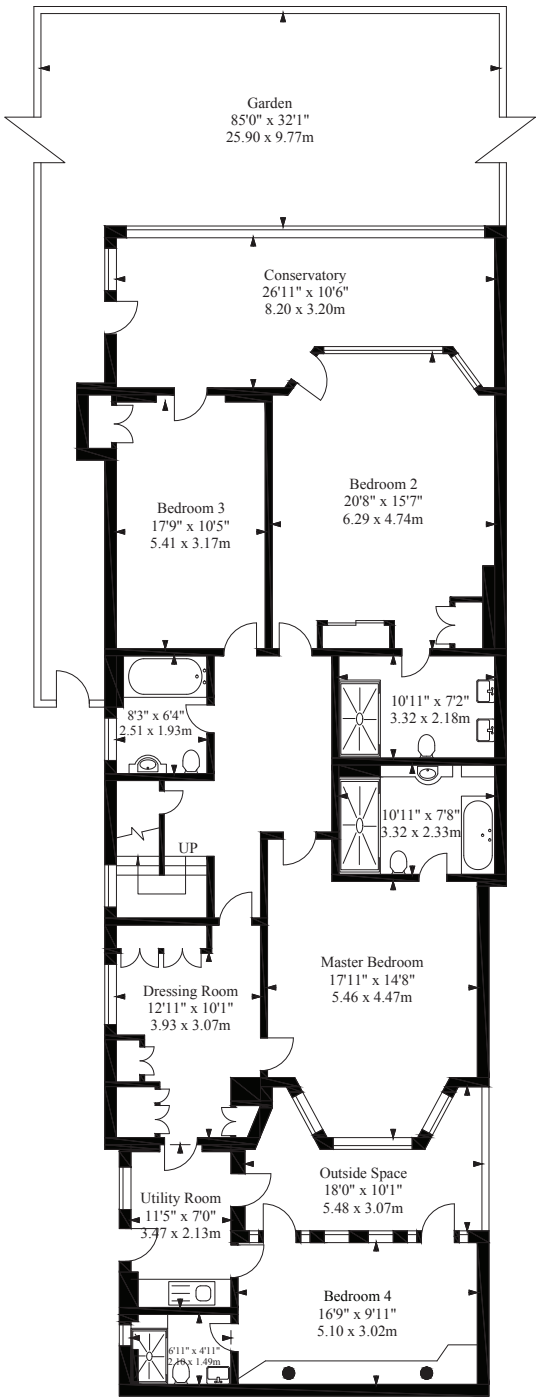 Garden
85'0" x 32'1"
25.90 x 9.77m
Conservatory
26'11" x 10'6"
8.20 x 3.20m
Bedroom 3
17'9" x 10'5"
5.41 x 3.17m
Bedroom 2
20'8" x 15'7"
6.29 x 4.74m
8'3" x 6'4"
2.51 x 1.93m
10'11" x 7'2"
3.32 x 2.18m
10'11" x 7'8"
3.32 x 2.33m
UP
Master Bedroom
17'11" x 14'8"
5.46 x 4.47m
Dressing Room
12'11" x 10'1"
3.93 x 3.07m
Outside Space
18'0" x 10'1"
5.48 x 3.07m
Utility Room
11'5" x 7'0"
3.47 x 2.13m
Bedroom 4
16'9" x 9'11"
5.10 x 3.02m
6'11" x 4'11"
2.10 x 1.49m